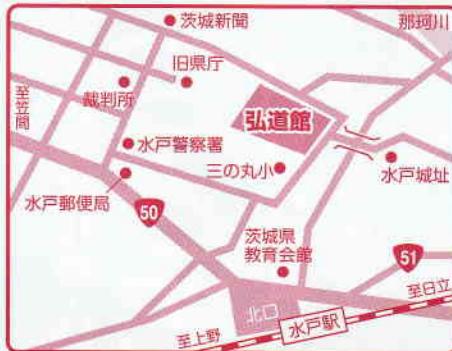 茨城新聞
那珂川
旧県庁
裁判所
至笠間
弘道館
水戸警察署
三の丸小
水戸城址
水戸郵便局
50
茨城県
教育会館
51
北口
至日立
水戸駅
至上野